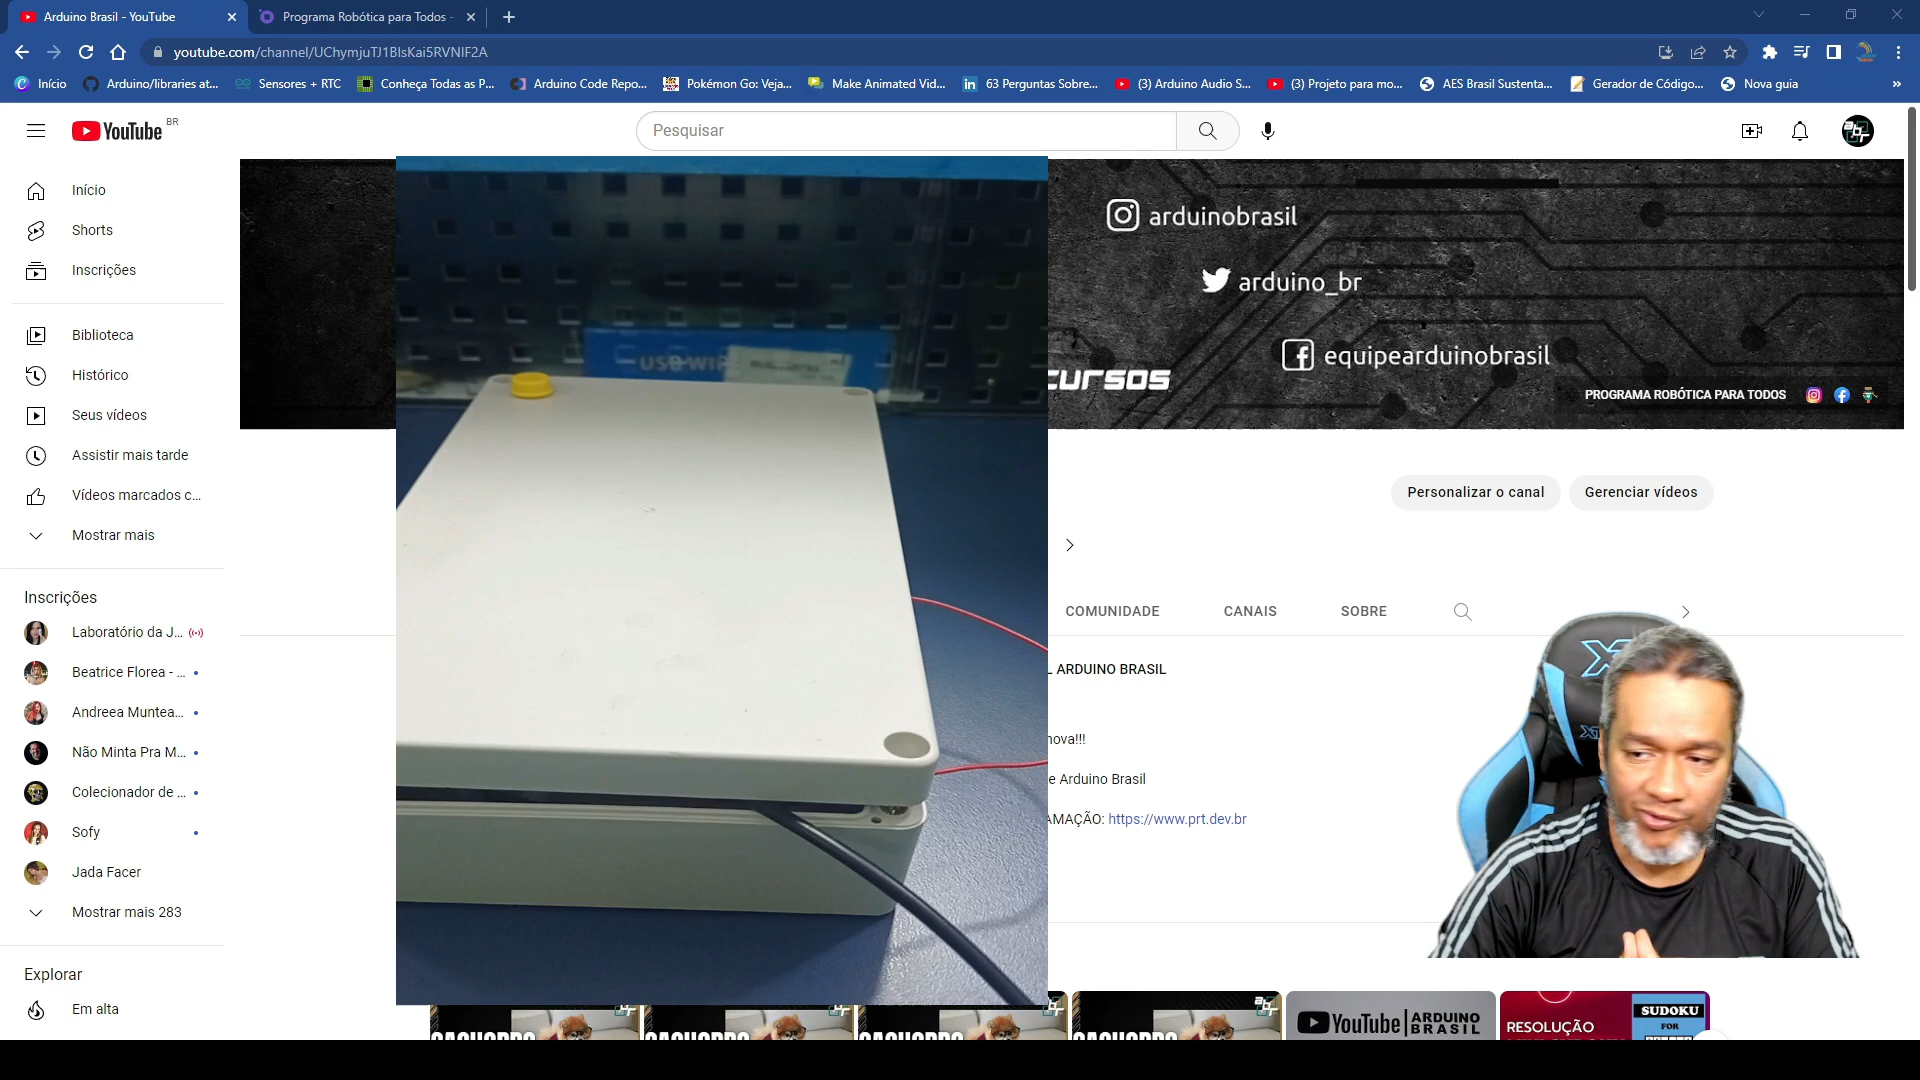 Arduino Brasil - YouTube
Programa Robótica para Todos -
youtube.com/channel/UChymjuTJ1BlsKai5RVNlF2A
Início
Arduino/libraries at...
Sensores + RTC
Conheça Todas as P...
Arduino Code Repo...
Pokémon Go: Veja...
Make Animated Vid...
63 Perguntas Sobre...
(3) Arduino Audio S...
(3) Projeto para mo...
AES Brasil Sustenta...
Gerador de Código...
Nova guia
YouTube BR
Pesquisar
Início
Shorts
Inscrições
Biblioteca
Histórico
Seus vídeos
Assistir mais tarde
Vídeos marcados c...
Mostrar mais
Inscrições
Laboratório da J...
Beatrice Florea - ...
Andreea Muntea...
Não Minta Pra M...
Colecionador de ...
Sofy
Jada Facer
Mostrar mais 283
Explorar
Em alta
USB WIF
arduinobrasil
arduino_br
equipearduinobrasil
cursos
PROGRAMA ROBÓTICA PARA TODOS
Personalizar o canal
Gerenciar vídeos
COMUNIDADE
CANAIS
SOBRE
L ARDUINO BRASIL
nova!!!
e Arduino Brasil
AMAÇÃO: https://www.prt.dev.br
YouTube ARDUINO BRASIL
RESOLUÇÃO
SUDOKU
FOR